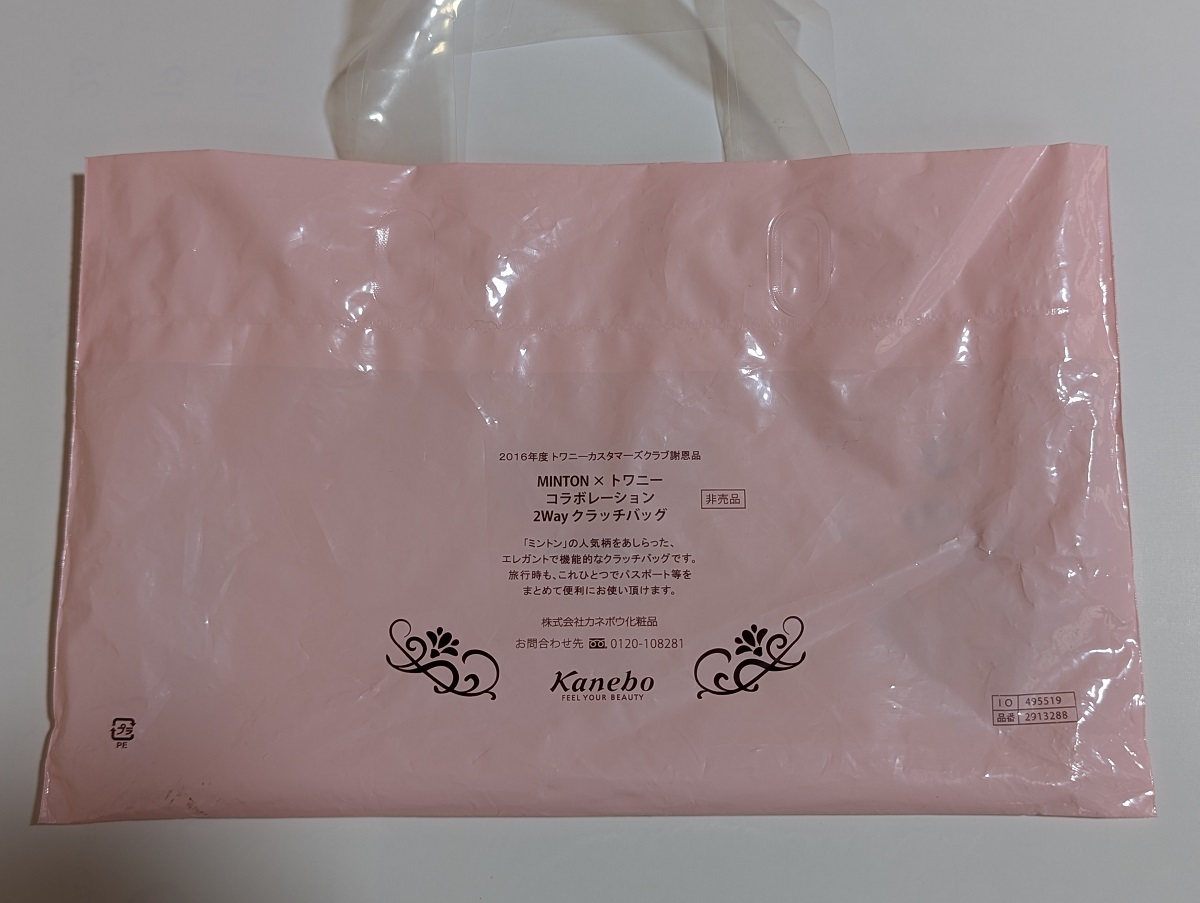 2016年度 トワニーカスタマーズクラブ謝恩品
MINTON × トワニー
コラボレーション
2Way クラッチバッグ
非売品
「ミントン」の人気柄をあしらった、
エレガントで機能的なクラッチバッグです。
旅行時も、これひとつでパスポート等を
まとめて便利にお使い頂けます。
株式会社カネボウ化粧品
お問合わせ先 0120-108281
Kanebo
FEEL YOUR BEAUTY
IO 495519
品番 2913288
プラ
PE